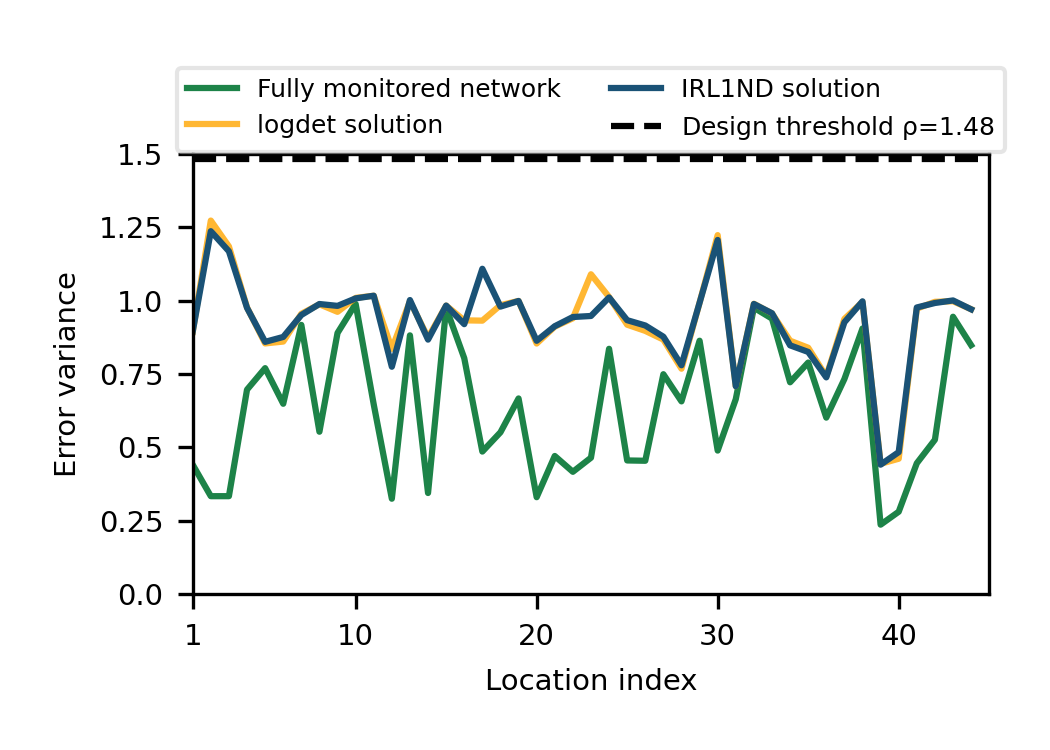 Fully monitored network
logdet solution
IRL1ND solution
Design threshold ρ=1.48
1.5
1.25
1.0
0.75
0.5
0.25
0.0
Error variance
1 10 20 30 40
Location index